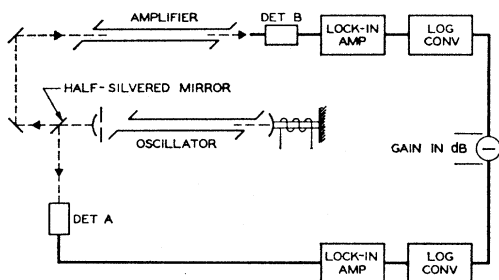 AMPLIFIER
DET B
LOCK-IN
AMP
LOG
CONV
HALF-SILVERED MIRROR
OSCILLATOR
GAIN IN dB
DET A
LOCK-IN
AMP
LOG
CONV